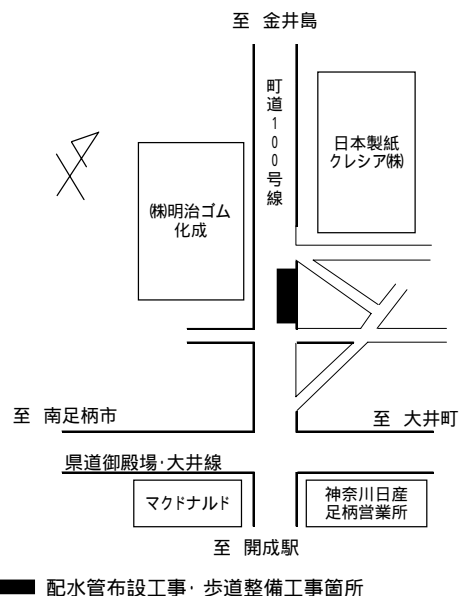 至 金井島
町道100号線
日本製紙
クレシア㈱
㈱明治ゴム
化成
至 南足柄市
至 大井町
県道御殿場･大井線
マクドナルド
神奈川日産
足柄営業所
至 開成駅
配水管布設工事･歩道整備工事箇所